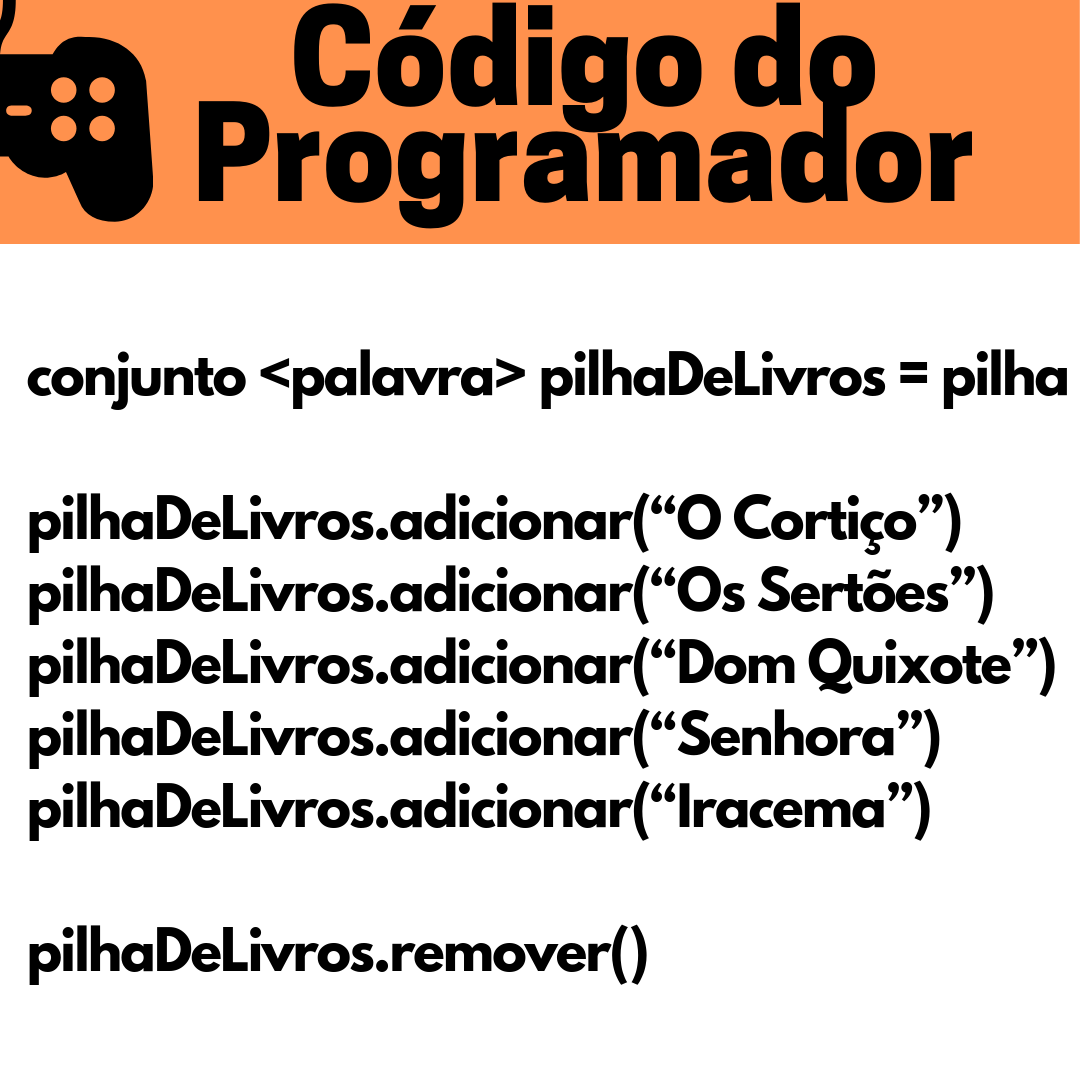 Código do
Programador
conjunto <palavra> pilhaDeLivros = pilha
pilhaDeLivros.adicionar(“O Cortiço”)
pilhaDeLivros.adicionar(“Os Sertões”)
pilhaDeLivros.adicionar(“Dom Quixote”)
pilhaDeLivros.adicionar(“Senhora”)
pilhaDeLivros.adicionar(“Iracema”)
pilhaDeLivros.remover()